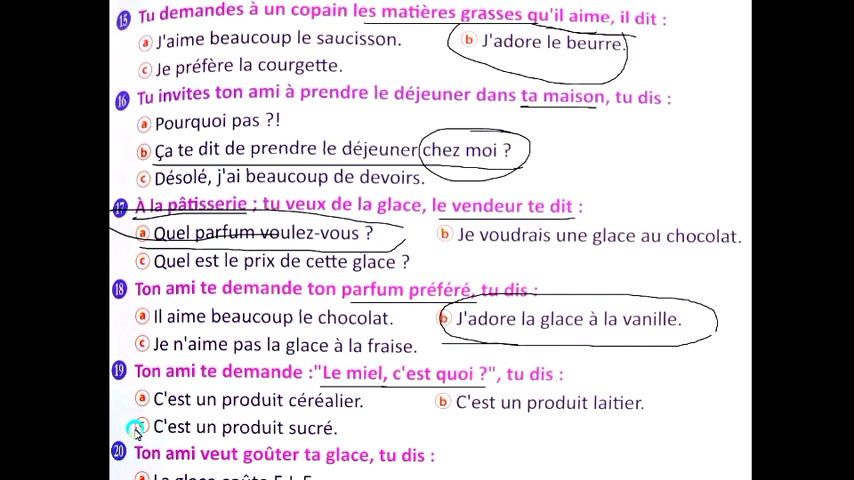 15 Tu demandes à un copain les matières grasses qu'il aime, il dit :
a J'aime beaucoup le saucisson. b J'adore le beurre.
c Je préfère la courgette.
16 Tu invites ton ami à prendre le déjeuner dans ta maison, tu dis :
a Pourquoi pas ?!
b Ça te dit de prendre le déjeuner chez moi ?
c Désolé, j'ai beaucoup de devoirs.
17 À la pâtisserie ; tu veux de la glace, le vendeur te dit :
a Quel parfum voulez-vous ? b Je voudrais une glace au chocolat.
c Quel est le prix de cette glace ?
18 Ton ami te demande ton parfum préféré, tu dis :
a Il aime beaucoup le chocolat. b J'adore la glace à la vanille.
c Je n'aime pas la glace à la fraise.
19 Ton ami te demande :"Le miel, c'est quoi ?", tu dis :
a C'est un produit céréalier. b C'est un produit laitier.
C'est un produit sucré.
20 Ton ami veut goûter ta glace, tu dis :
a La glace coûte